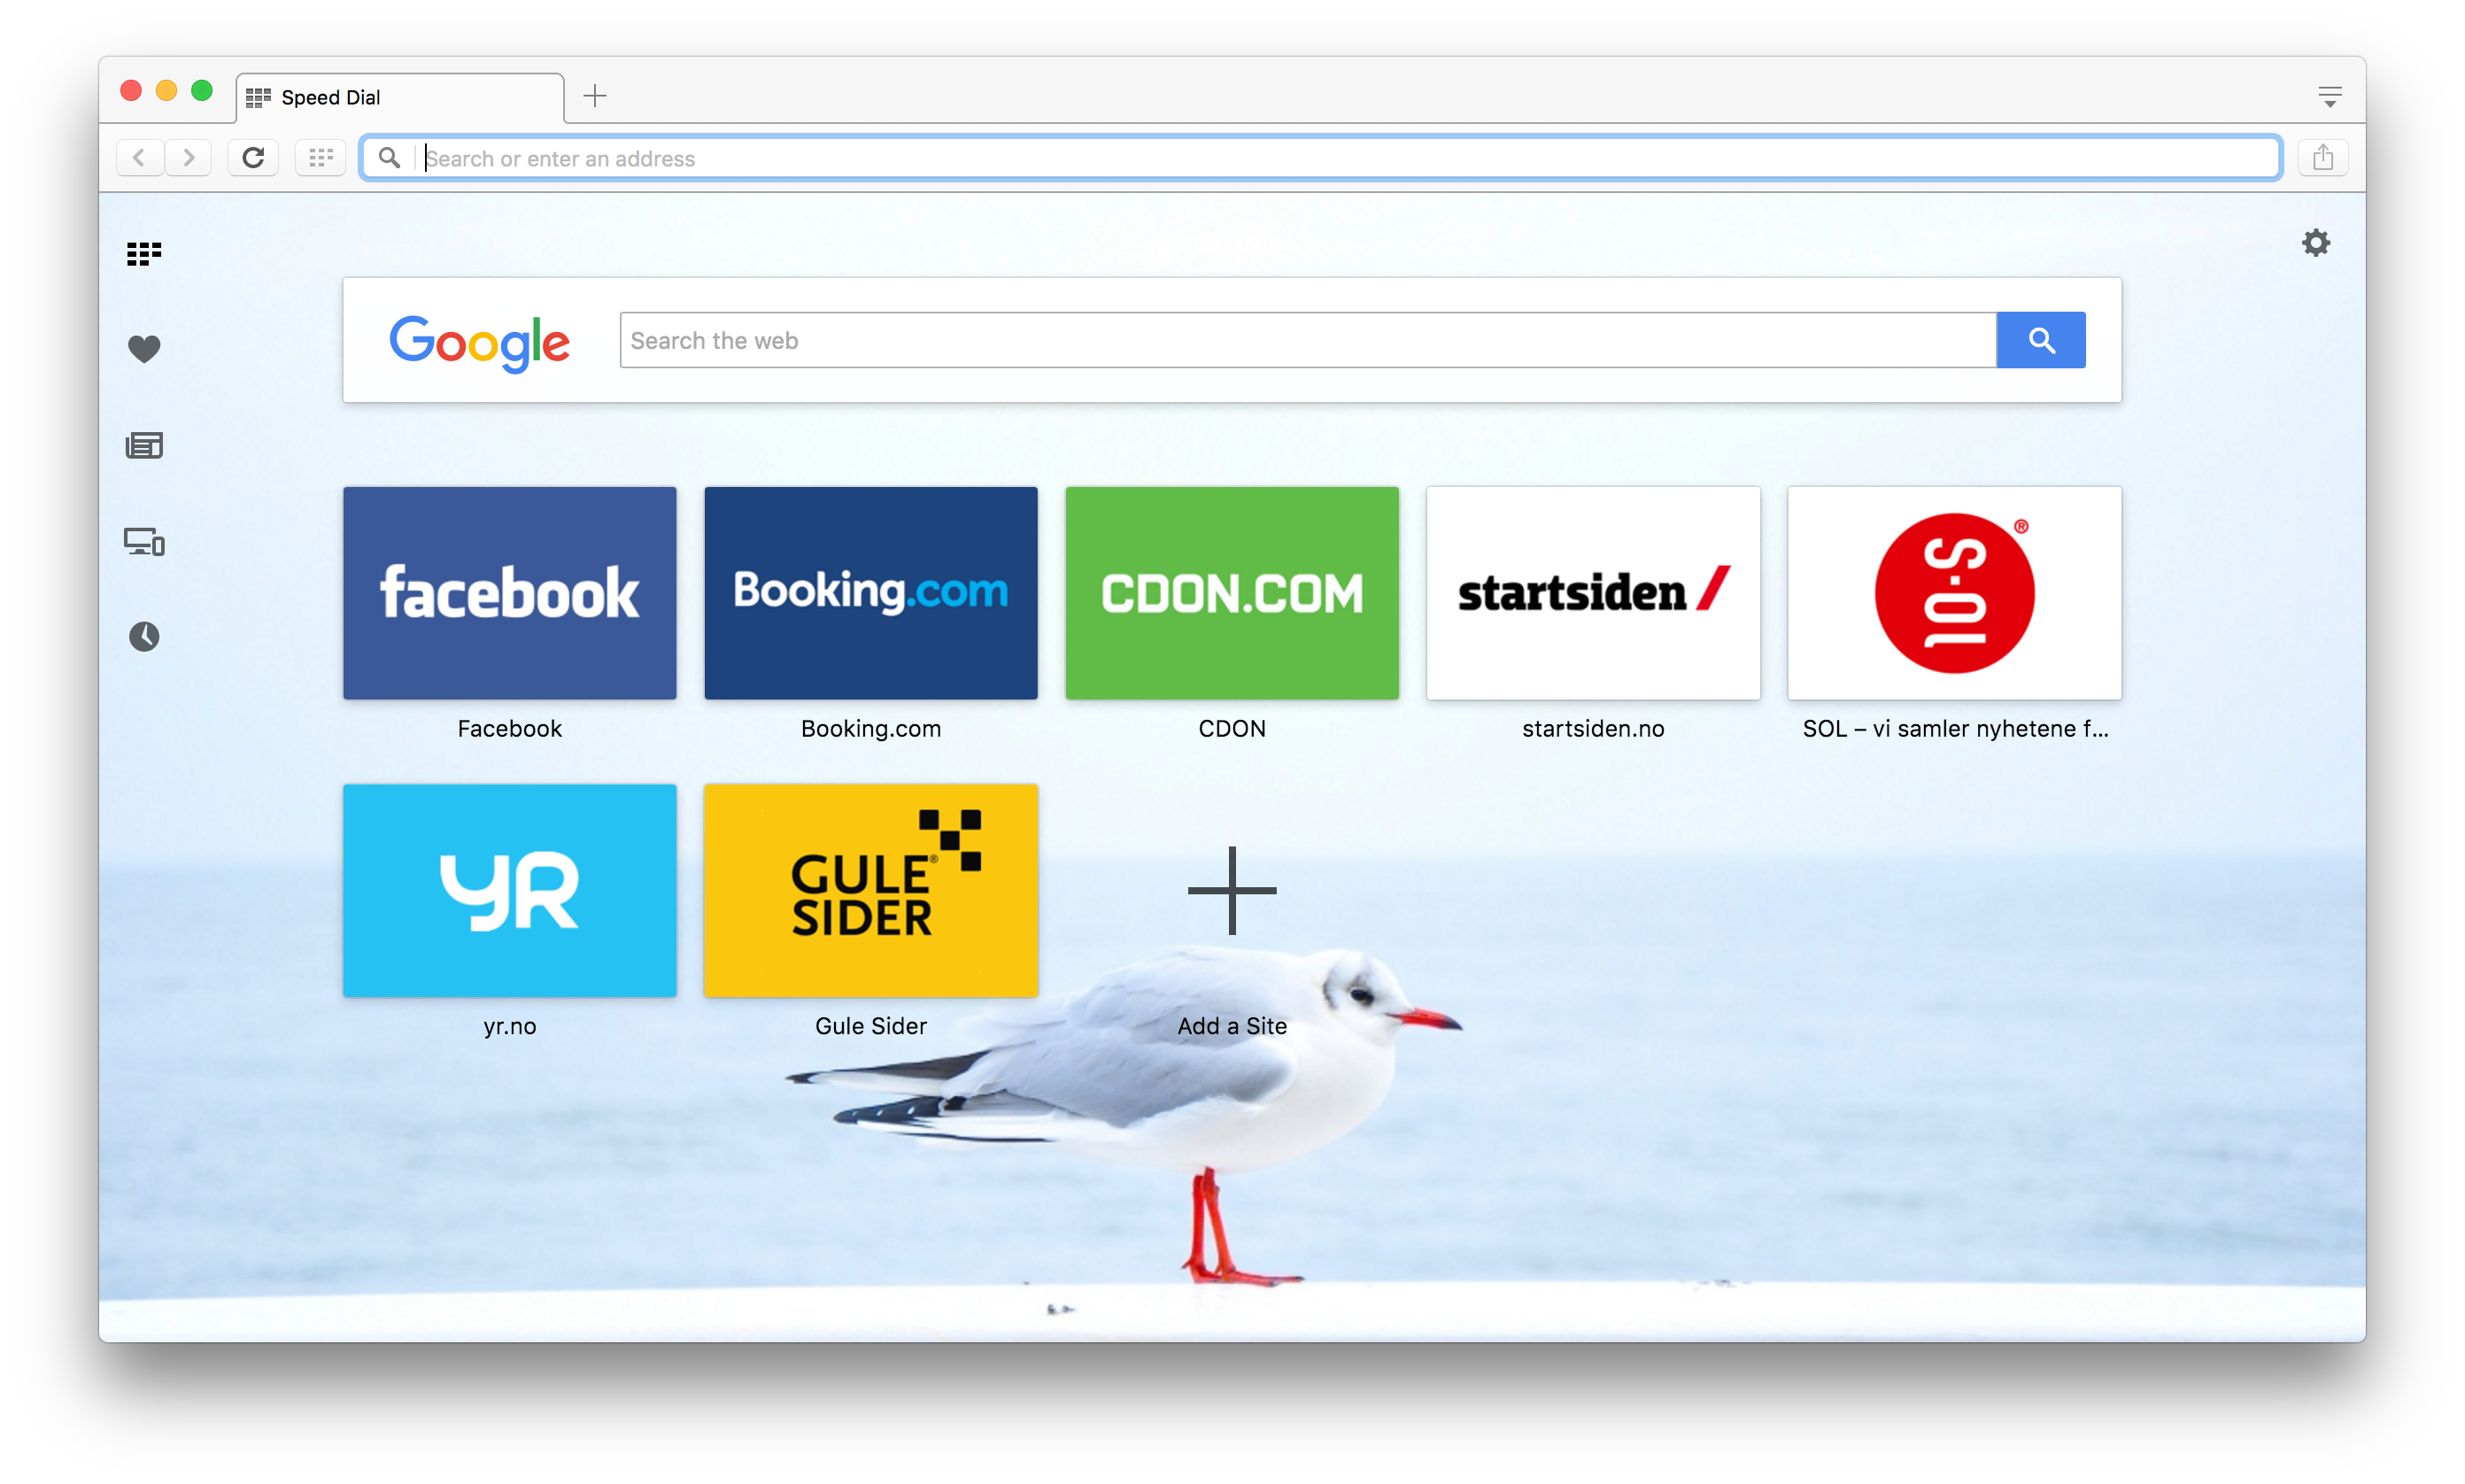 Speed Dial
Search or enter an address
Google
Search the web
facebook
Booking.com
CDON.COM
startsiden
S·OL
®
Facebook
Booking.com
CDON
startsiden.no
SOL – vi samler nyhetene f...
yr
GULE®
SIDER
yr.no
Gule Sider
Add a Site